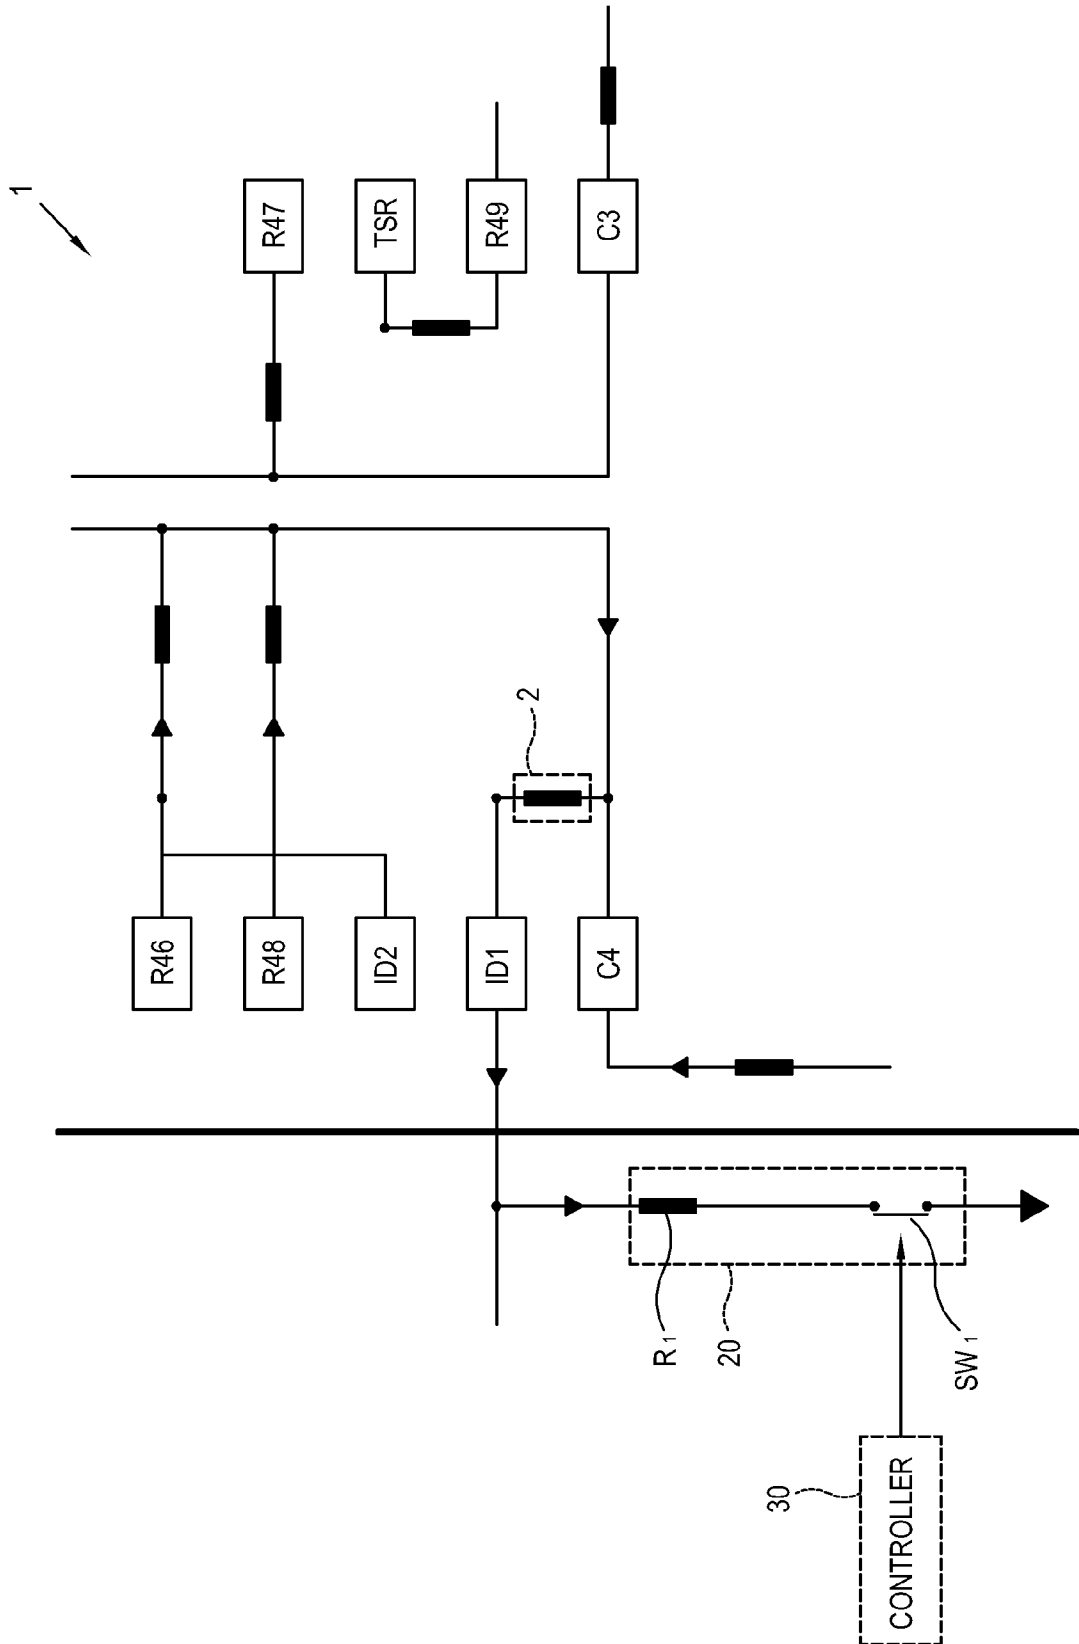 1
R47
TSR
R49
C3
2
R46
R48
ID2
ID1
C4
R1
20
SW1
30
CONTROLLER